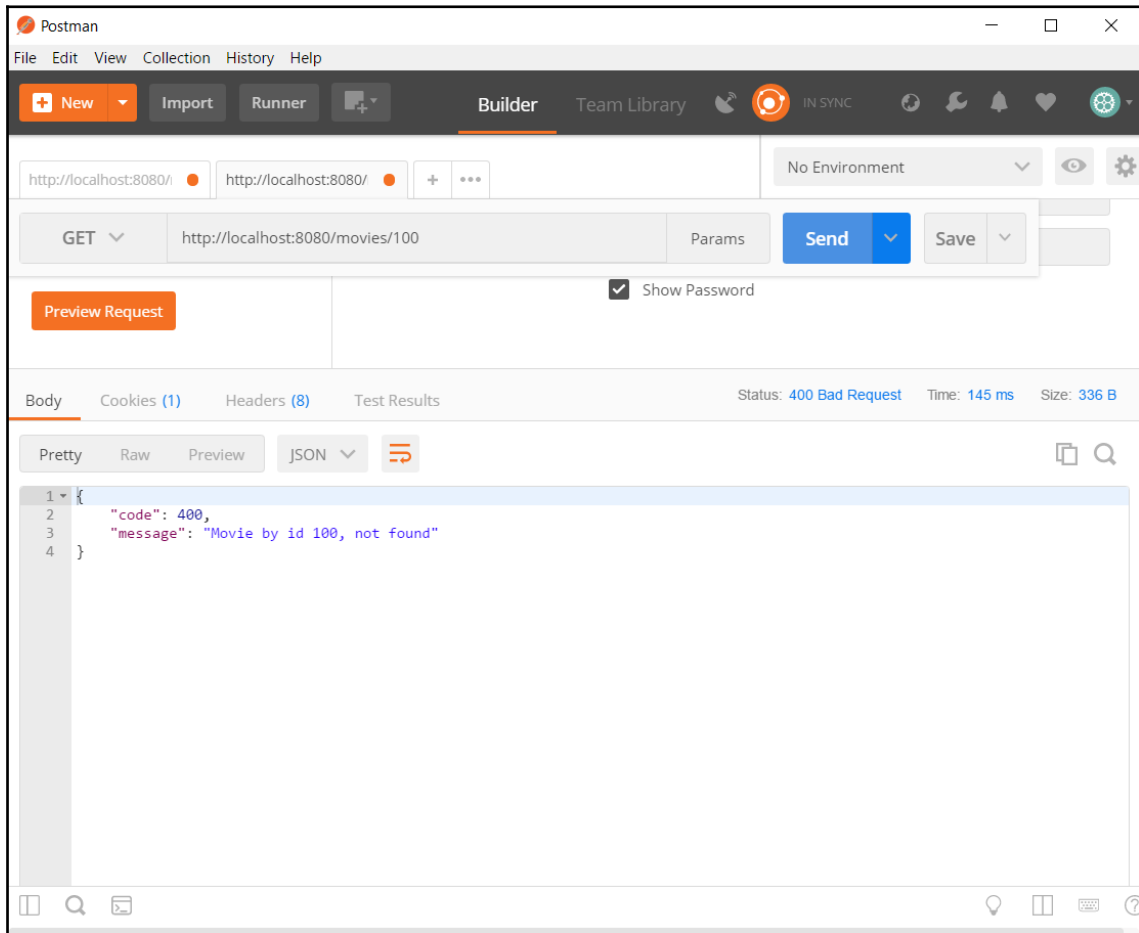 Postman
File Edit View Collection History Help
New Import Runner Builder Team Library IN SYNC
http://localhost:8080/ http://localhost:8080/ + ••• No Environment
GET http://localhost:8080/movies/100 Params Send Save
Show Password
Preview Request
Body Cookies (1) Headers (8) Test Results Status: 400 Bad Request Time: 145 ms Size: 336 B
Pretty Raw Preview JSON
1 {
2 "code": 400,
3 "message": "Movie by id 100, not found"
4 }